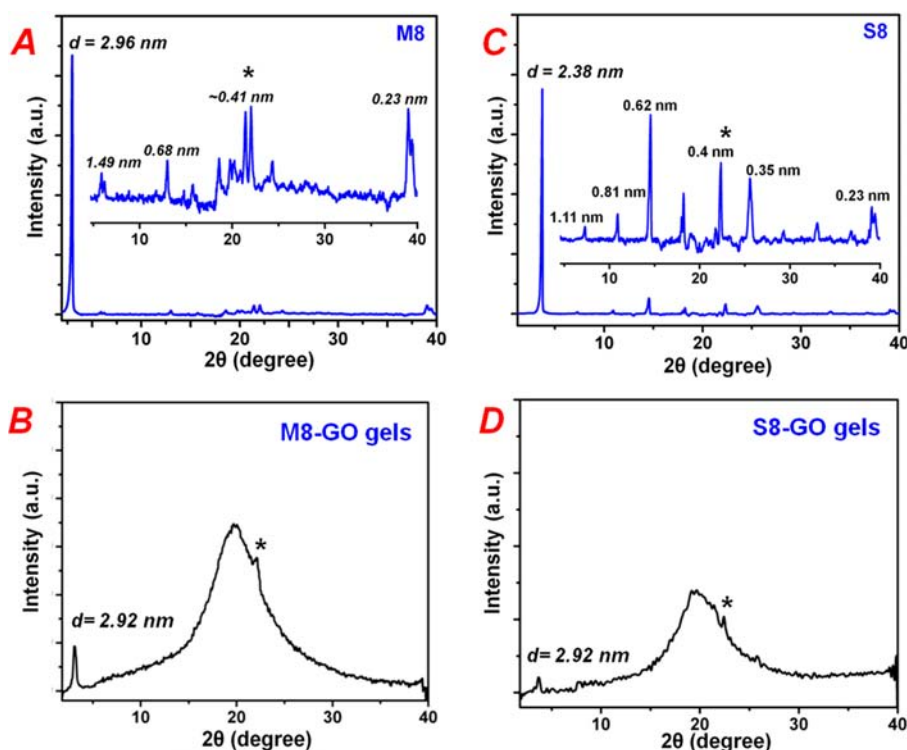 A
M8
d = 2.96 nm
*
~0.41 nm
0.23 nm
0.68 nm
1.49 nm
10 20 30 40
Intensity (a.u.)
10 20 30 40
2θ (degree)
C
S8
d = 2.38 nm
0.62 nm
*
0.4 nm
0.35 nm
0.81 nm
0.23 nm
1.11 nm
10 20 30 40
Intensity (a.u.)
10 20 30 40
2θ (degree)
B
M8-GO gels
*
d= 2.92 nm
Intensity (a.u.)
10 20 30 40
2θ (degree)
D
S8-GO gels
*
d= 2.92 nm
Intensity (a.u.)
10 20 30 40
2θ (degree)